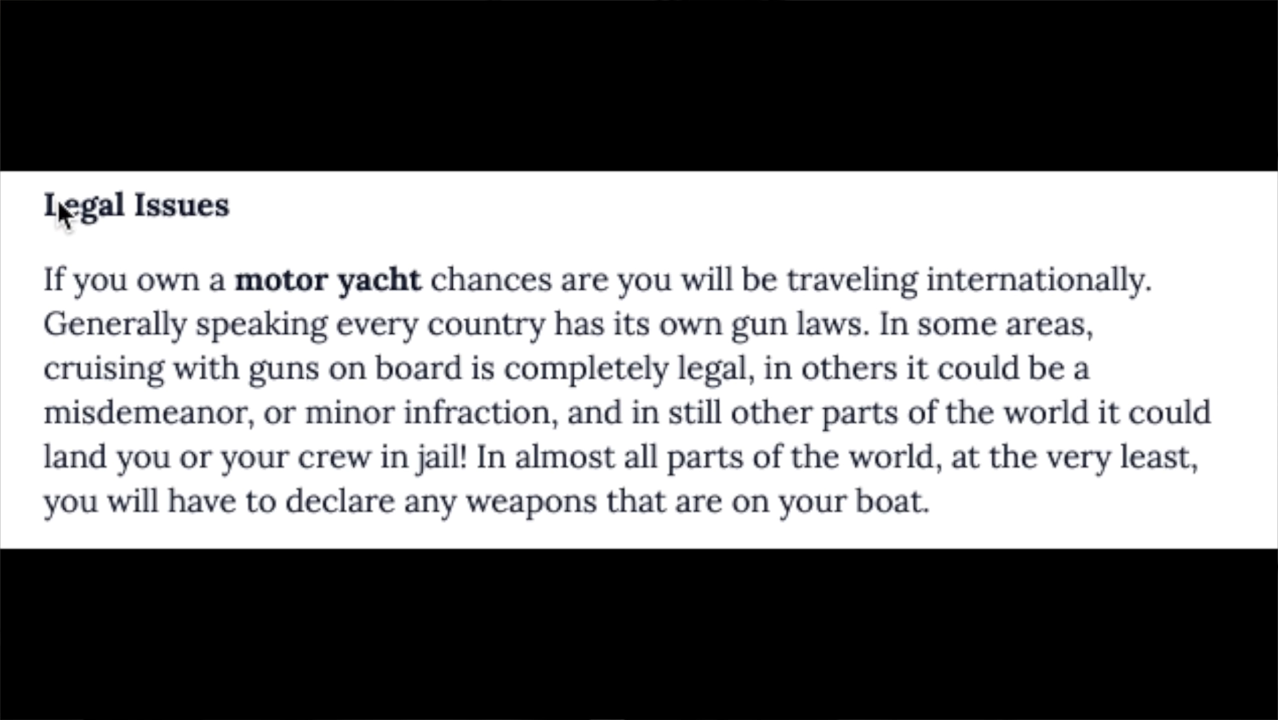 Legal Issues
If you own a motor yacht chances are you will be traveling internationally.
Generally speaking every country has its own gun laws. In some areas,
cruising with guns on board is completely legal, in others it could be a
misdemeanor, or minor infraction, and in still other parts of the world it could
land you or your crew in jail! In almost all parts of the world, at the very least,
you will have to declare any weapons that are on your boat.